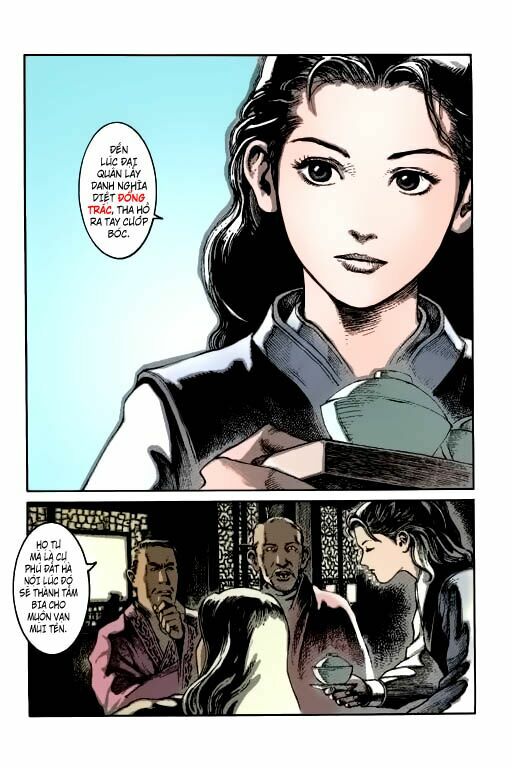 ĐẾN
LÚC ĐẠI
QUÂN LẤY
DANH NGHĨA
DIỆT ĐỔNG
TRÁC, THA HỒ
RA TAY CƯỚP
BÓC.
HỌ TƯ
MÃ LÀ CỰ
PHÚ ĐẤT HÀ
NỘI LÚC ĐÓ
SẼ THÀNH TẤM
BIA CHO
MUÔN VẠN
MŨI TÊN.